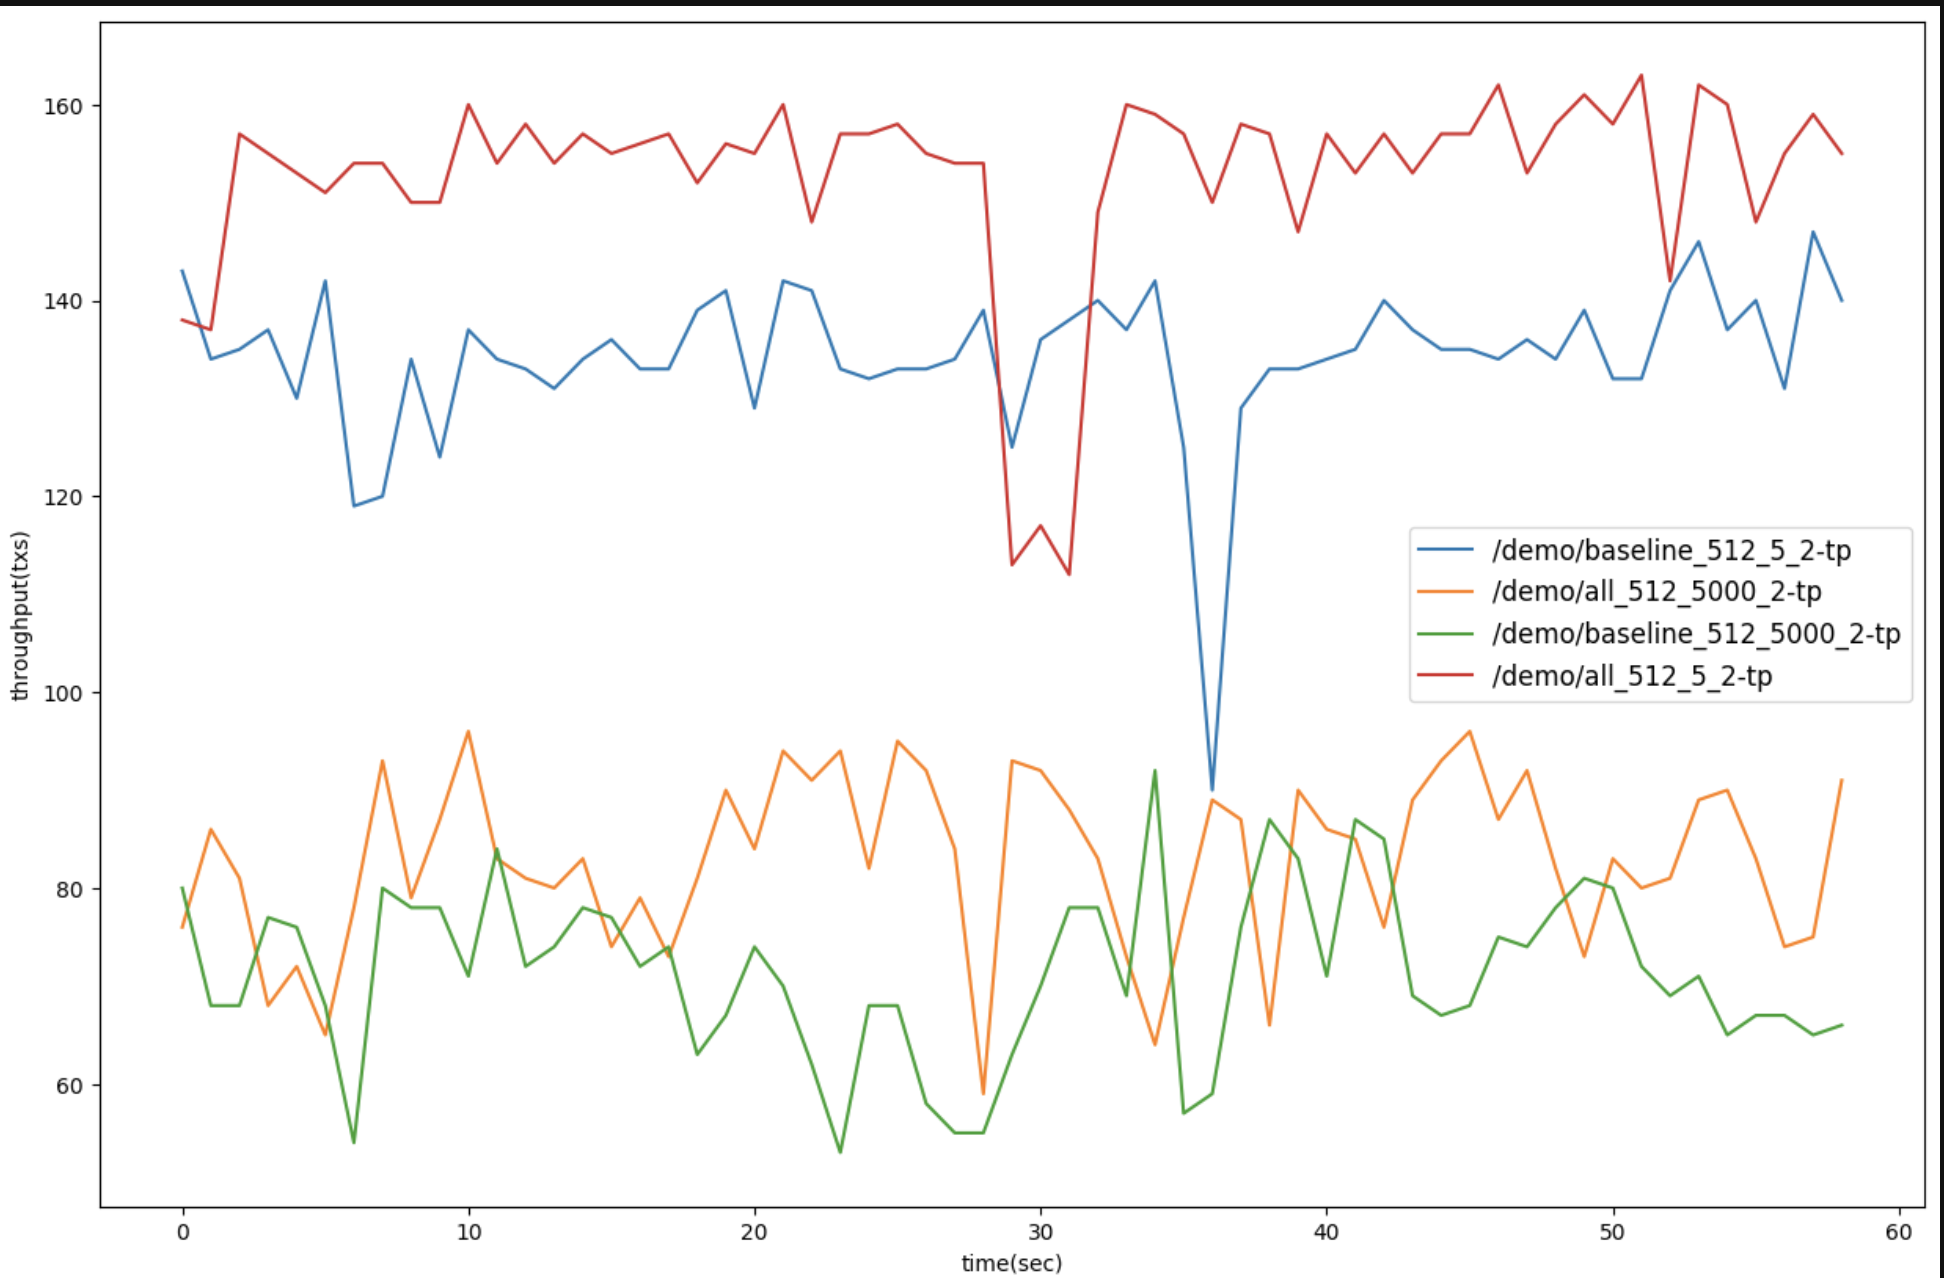 160
140
120
100
80
60
throughput(txs)
/demo/baseline_512_5_2-tp
/demo/all_512_5000_2-tp
/demo/baseline_512_5000_2-tp
/demo/all_512_5_2-tp
0 10 20 30 40 50 60
time(sec)